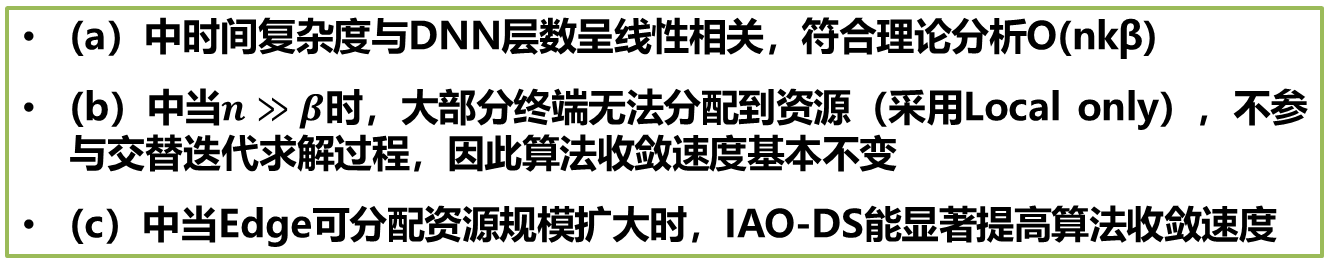 • (a）中时间复杂度与DNN层数呈线性相关，符合理论分析O(nkβ)
• (b）中当n ≫ β时，大部分终端无法分配到资源（采用Local only），不参
与交替迭代求解过程，因此算法收敛速度基本不变
• (c）中当Edge可分配资源规模扩大时，IAO-DS能显著提高算法收敛速度